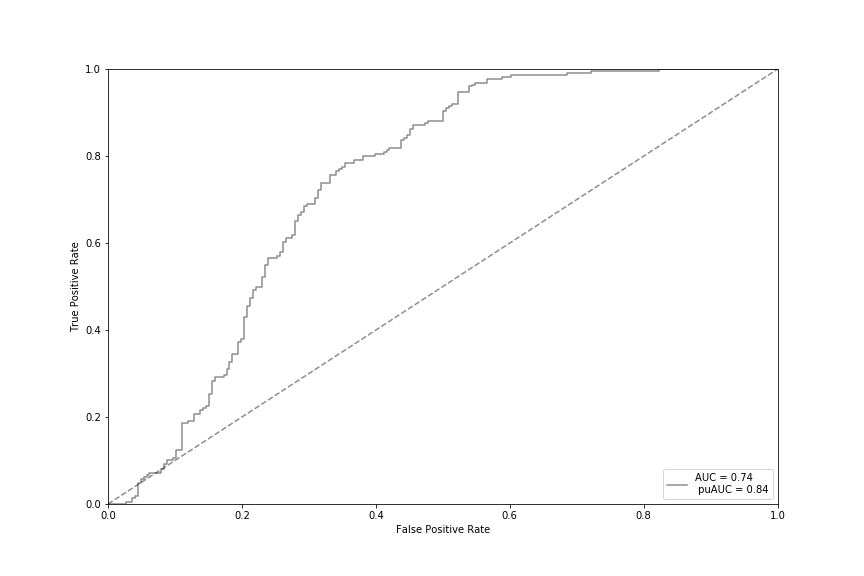 1.0
0.8
0.6
0.4
0.2
0.0
True Positive Rate
0.0 0.2 0.4 0.6 0.8 1.0
False Positive Rate
AUC = 0.74
puAUC = 0.84